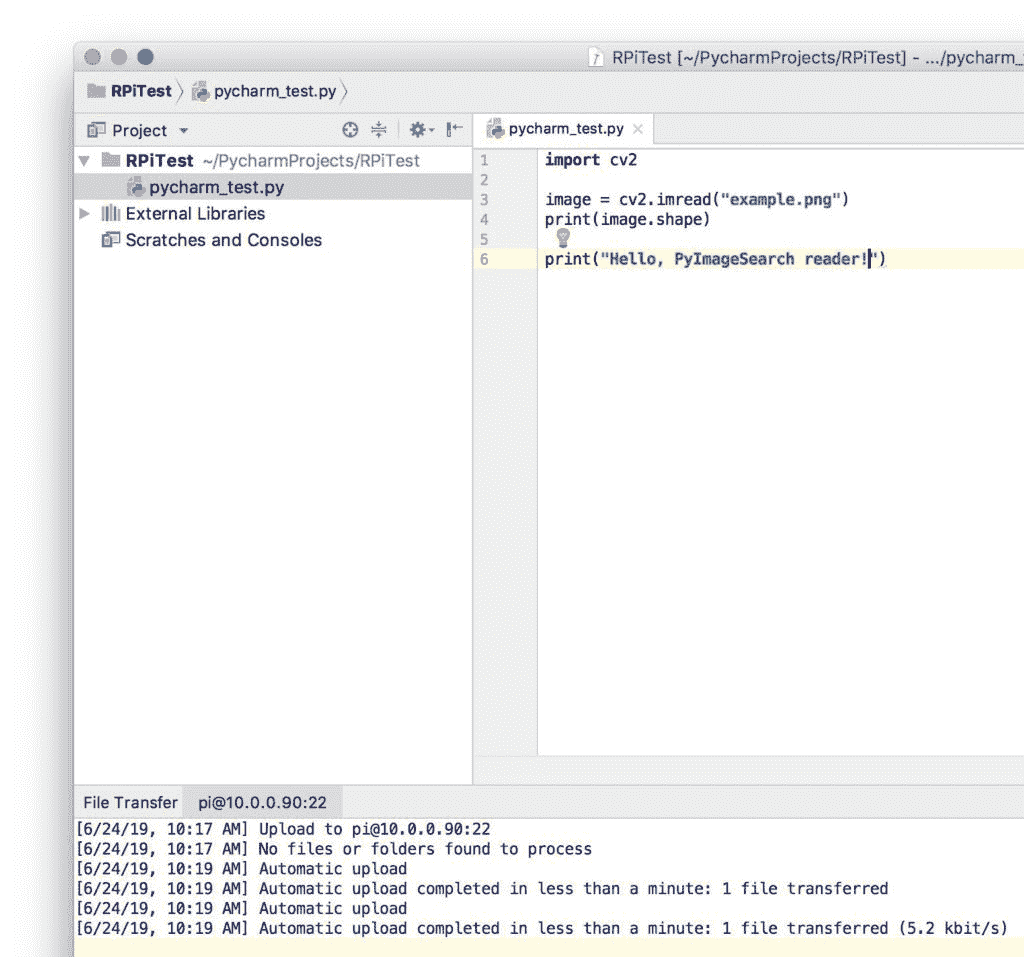 RPiTest [~/PycharmProjects/RPiTest] - .../pycharm_
RPiTest pycharm_test.py
Project
pycharm_test.py
RPiTest ~/PycharmProjects/RPiTest
pycharm_test.py
External Libraries
Scratches and Consoles
1 import cv2
2
3 image = cv2.imread("example.png")
4 print(image.shape)
5
6 print("Hello, PyImageSearch reader!")
File Transfer pi@10.0.0.90:22
[6/24/19, 10:17 AM] Upload to pi@10.0.0.90:22
[6/24/19, 10:17 AM] No files or folders found to process
[6/24/19, 10:19 AM] Automatic upload
[6/24/19, 10:19 AM] Automatic upload completed in less than a minute: 1 file transferred
[6/24/19, 10:19 AM] Automatic upload
[6/24/19, 10:19 AM] Automatic upload completed in less than a minute: 1 file transferred (5.2 kbit/s)